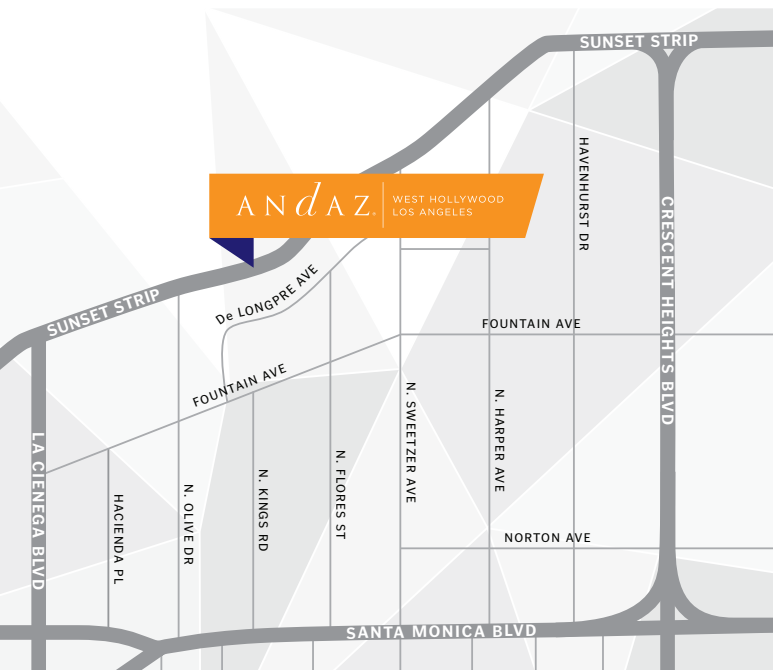 SUNSET STRIP
HAVENHURST DR
ANdAZ®
WEST HOLLYWOOD
LOS ANGELES
CRESCENT HEIGHTS BLVD
De LONGPRE AVE
SUNSET STRIP
FOUNTAIN AVE
FOUNTAIN AVE
N. SWEETZER AVE
N. HARPER AVE
LA CIENEGA BLVD
N. FLORES ST
N. KINGS RD
N. OLIVE DR
HACIENDA PL
NORTON AVE
SANTA MONICA BLVD